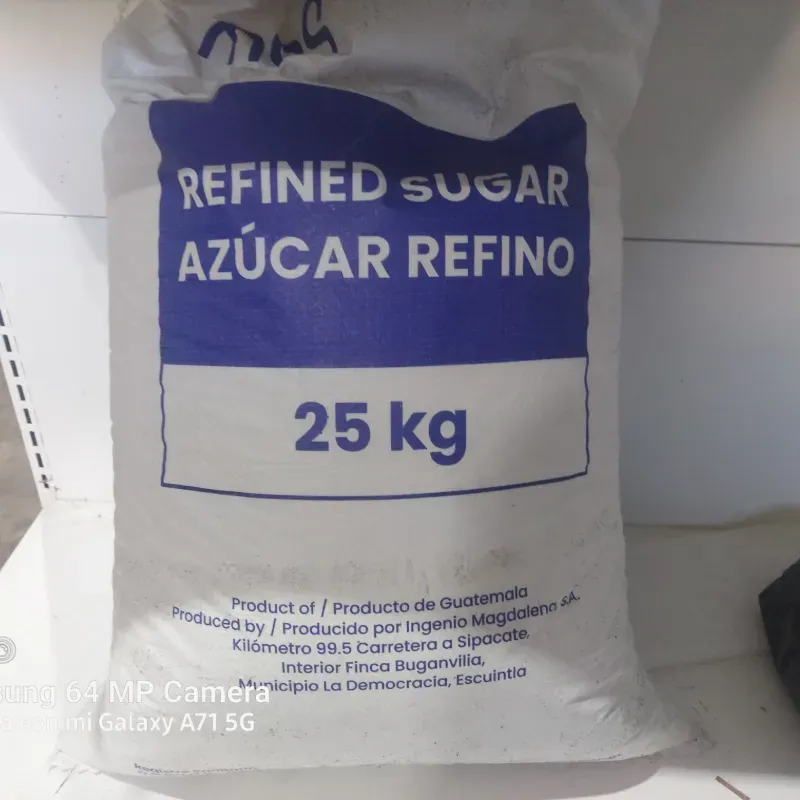 REFINED SUGAR
AZÚCAR REFINO
25 kg
Product of / Producto de Guatemala
Produced by / Producido por Ingenio Magdalena S.A.
Kilómetro 99.5 Carretera a Sipacate,
Interior Finca Buganvilia,
Municipio La Democracia, Escuintla
64 MP Camera
mi Galaxy A71 5G